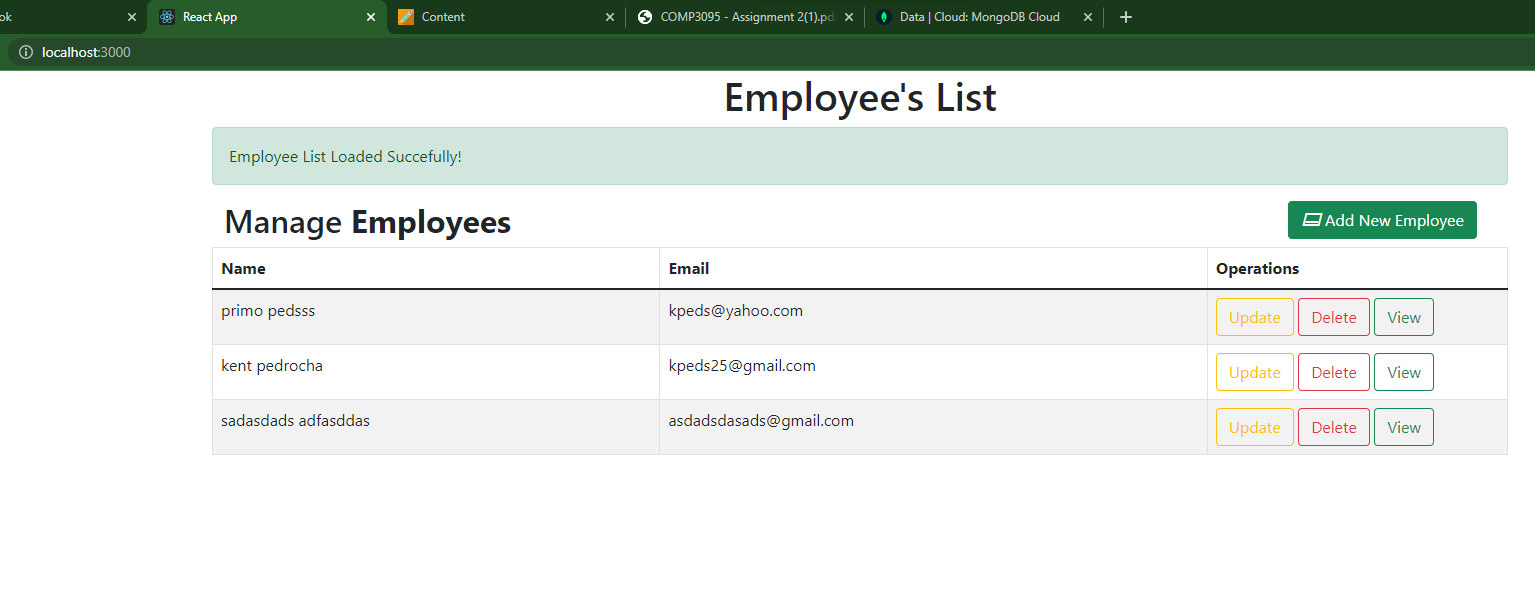 ok React App Content COMP3095 - Assignment 2(1).pd Data | Cloud: MongoDB Cloud
localhost:3000
Employee's List
Employee List Loaded Succefully!
Manage Employees Add New Employee
Name Email Operations
primo pedsss kpeds@yahoo.com Update Delete View
kent pedrocha kpeds25@gmail.com Update Delete View
sadasdads adfasddas asdadsdasads@gmail.com Update Delete View